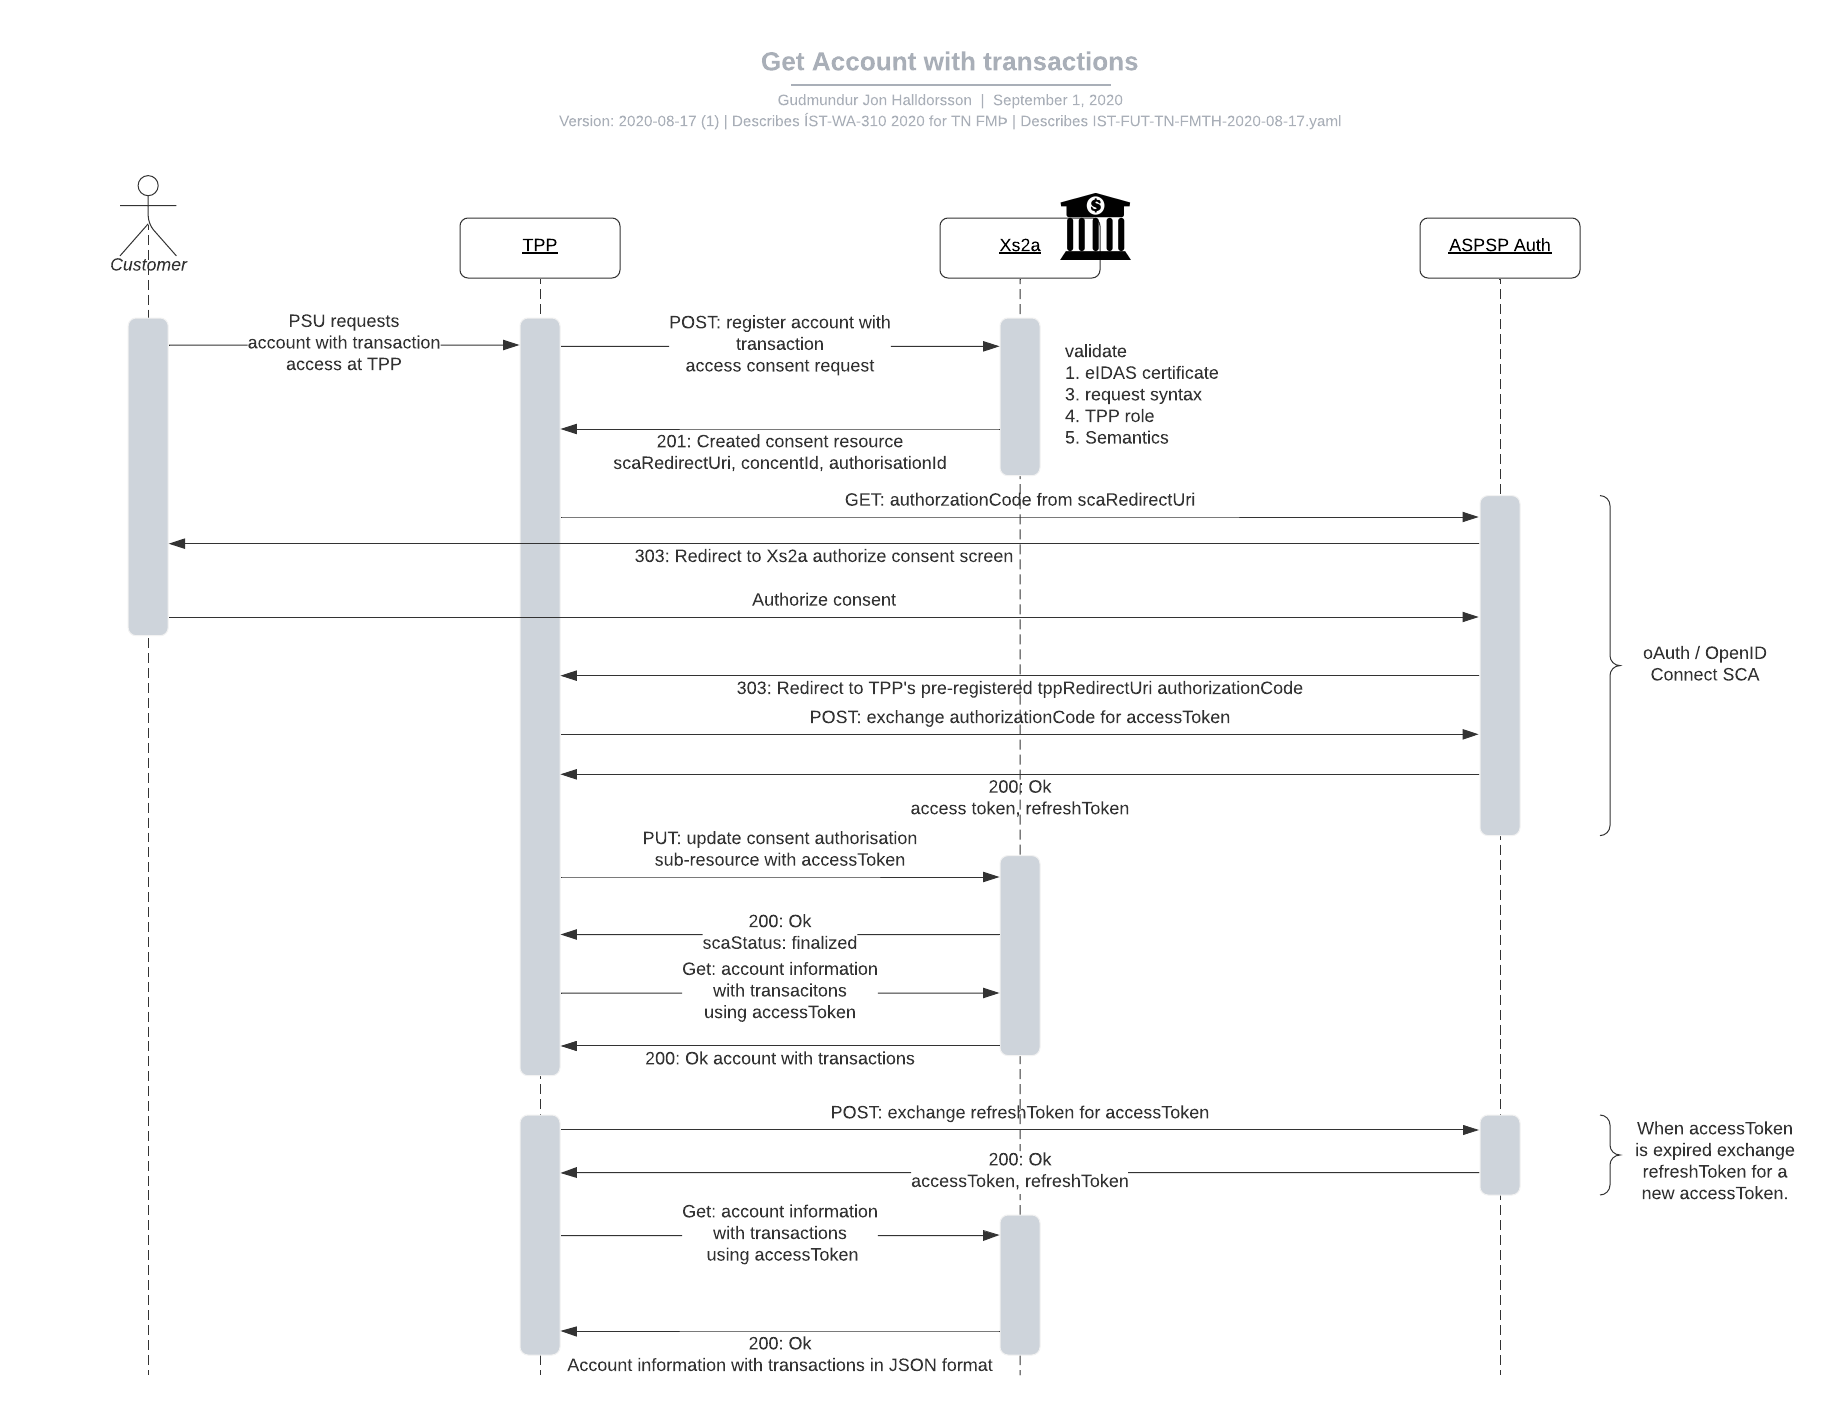 Get Account with transactions
Gudmundur Jon Halldorsson | September 1, 2020
Version: 2020-08-17 (1) | Describes ÍST-WA-310 2020 for TN FMÞ | Describes IST-FUT-TN-FMTH-2020-08-17.yaml
Customer
TPP
Xs2a
$
ASPSP Auth
PSU requests
account with transaction
access at TPP
POST: register account with
transaction
access consent request
validate
1. eIDAS certificate
3. request syntax
4. TPP role
5. Semantics
201: Created consent resource
scaRedirectUri, concentId, authorisationId
GET: authorzationCode from scaRedirectUri
303: Redirect to Xs2a authorize consent screen
Authorize consent
oAuth / OpenID
Connect SCA
303: Redirect to TPP's pre-registered tppRedirectUri authorizationCode
POST: exchange authorizationCode for accessToken
200: Ok
access token, refreshToken
PUT: update consent authorisation
sub-resource with accessToken
200: Ok
scaStatus: finalized
Get: account information
with transacitons
using accessToken
200: Ok account with transactions
POST: exchange refreshToken for accessToken
200: Ok
accessToken, refreshToken
When accessToken
is expired exchange
refreshToken for a
new accessToken.
Get: account information
with transactions
using accessToken
200: Ok
Account information with transactions in JSON format